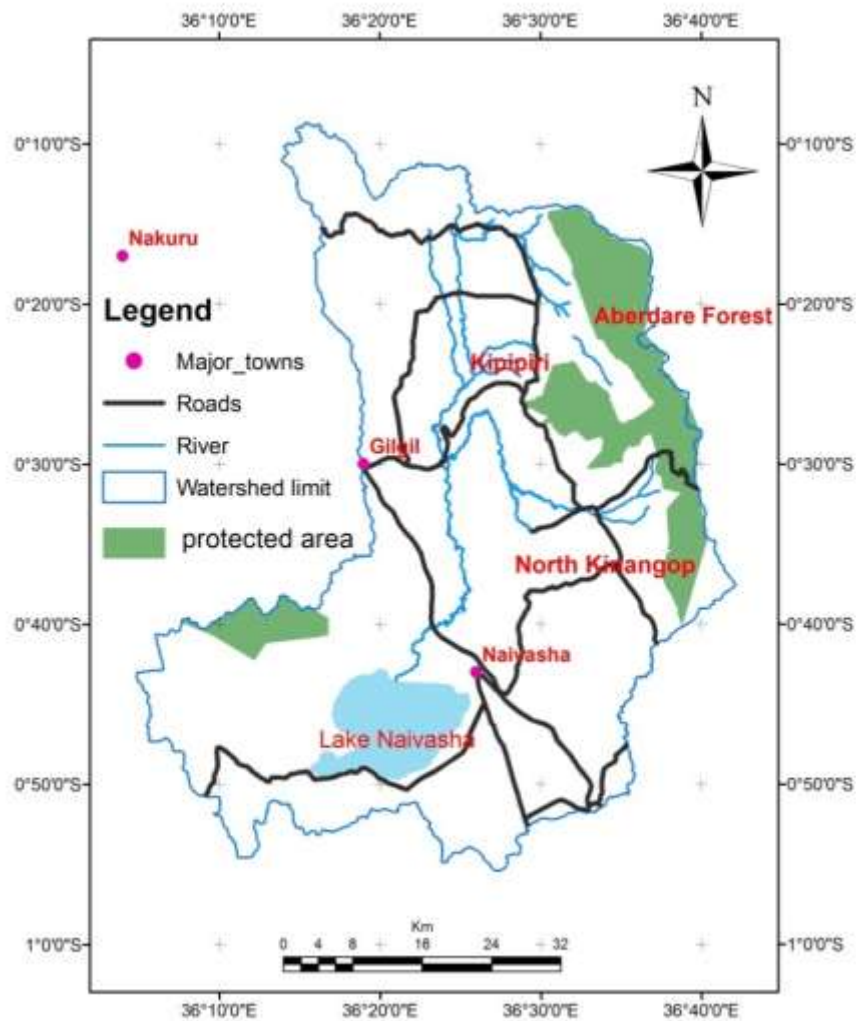 36°10'0"E 36°20'0"E 36°30'0"E 36°40'0"E
N
0°10'0"S 0°10'0"S
Nakuru
0°20'0"S 0°20'0"S
Legend
Aberdare Forest
Major_towns
Kipipiri
Roads
Gilgil
River
0°30'0"S 0°30'0"S
Watershed limit
protected area
North Kinangop
0°40'0"S 0°40'0"S
Naivasha
Lake Naivasha
0°50'0"S 0°50'0"S
Km
0 4 8 16 24 32
1°0'0"S 1°0'0"S
36°10'0"E 36°20'0"E 36°30'0"E 36°40'0"E